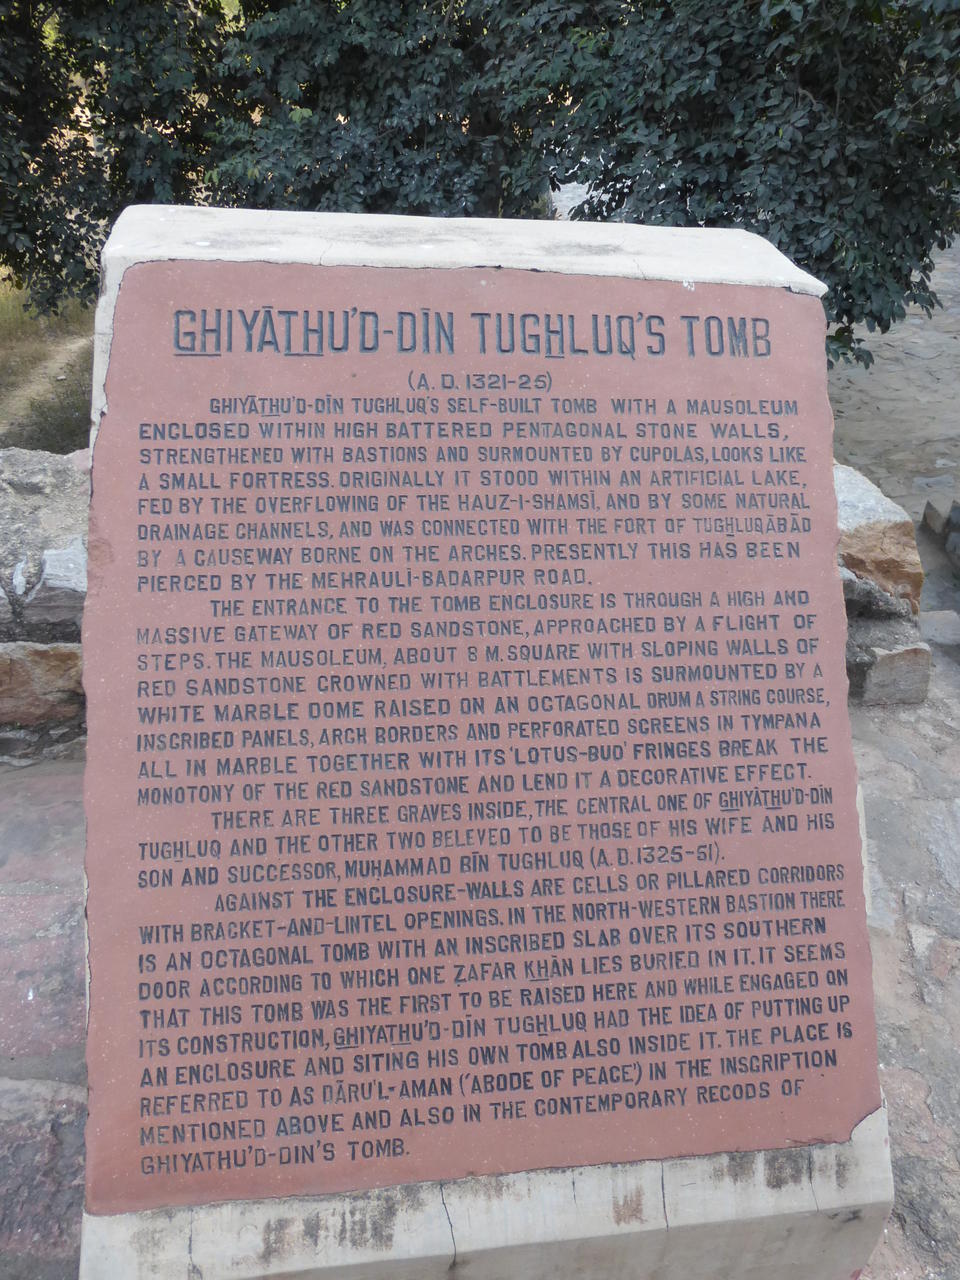 GHIYĀTHU'D-DĪN TUGHLUQ'S TOMB
(A. D. 1321-25)
GHIYĀTHU'D-DĪN TUGHLUQ'S SELF-BUILT TOMB WITH A MAUSOLEUM
ENCLOSED WITHIN HIGH BATTERED PENTAGONAL STONE WALLS,
STRENGTHENED WITH BASTIONS AND SURMOUNTED BY CUPOLAS, LOOKS LIKE
A SMALL FORTRESS. ORIGINALLY IT STOOD WITHIN AN ARTIFICIAL LAKE,
FED BY THE OVERFLOWING OF THE HAUZ-I-SHAMSĪ, AND BY SOME NATURAL
DRAINAGE CHANNELS, AND WAS CONNECTED WITH THE FORT OF TUGHLUQĀBĀD
BY A CAUSEWAY BORNE ON THE ARCHES. PRESENTLY THIS HAS BEEN
PIERCED BY THE MEHRAULĪ-BADARPUR ROAD.
THE ENTRANCE TO THE TOMB ENCLOSURE IS THROUGH A HIGH AND
MASSIVE GATEWAY OF RED SANDSTONE, APPROACHED BY A FLIGHT OF
STEPS. THE MAUSOLEUM, ABOUT 8 M. SQUARE WITH SLOPING WALLS OF
RED SANDSTONE CROWNED WITH BATTLEMENTS IS SURMOUNTED BY A
WHITE MARBLE DOME RAISED ON AN OCTAGONAL DRUM A STRING COURSE,
INSCRIBED PANELS, ARCH BORDERS AND PERFORATED SCREENS IN TYMPANA
ALL IN MARBLE TOGETHER WITH ITS 'LOTUS-BUD' FRINGES BREAK THE
MONOTONY OF THE RED SANDSTONE AND LEND IT A DECORATIVE EFFECT.
THERE ARE THREE GRAVES INSIDE, THE CENTRAL ONE OF GHIYĀTHU'D-DĪN
TUGHLUQ AND THE OTHER TWO BELEVED TO BE THOSE OF HIS WIFE AND HIS
SON AND SUCCESSOR, MUḤAMMAD BĪN TUGHLUQ (A. D. 1325-51).
AGAINST THE ENCLOSURE-WALLS ARE CELLS OR PILLARED CORRIDORS
WITH BRACKET-AND-LINTEL OPENINGS. IN THE NORTH-WESTERN BASTION THERE
IS AN OCTAGONAL TOMB WITH AN INSCRIBED SLAB OVER ITS SOUTHERN
DOOR ACCORDING TO WHICH ONE ẒAFAR KHĀN LIES BURIED IN IT. IT SEEMS
THAT THIS TOMB WAS THE FIRST TO BE RAISED HERE AND WHILE ENGAGED ON
ITS CONSTRUCTION, GHIYATHU'D-DĪN TUGHLUQ HAD THE IDEA OF PUTTING UP
AN ENCLOSURE AND SITING HIS OWN TOMB ALSO INSIDE IT. THE PLACE IS
REFERRED TO AS DĀRU'L-AMAN ('ABODE OF PEACE') IN THE INSCRIPTION
MENTIONED ABOVE AND ALSO IN THE CONTEMPORARY RECODS OF
GHIYATHU'D-DIN'S TOMB.